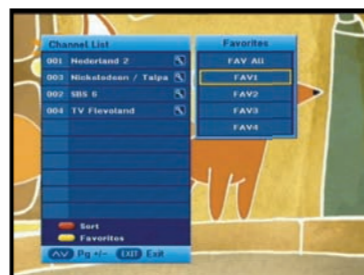 Channel List
001 Nederland 2
003 Nickelodeon / Talpa
002 SBS 6
004 TV Flevoland
Sort
Favorites
Pg +/- EXIT Exit
Favorites
FAV All
FAV1
FAV2
FAV3
FAV4